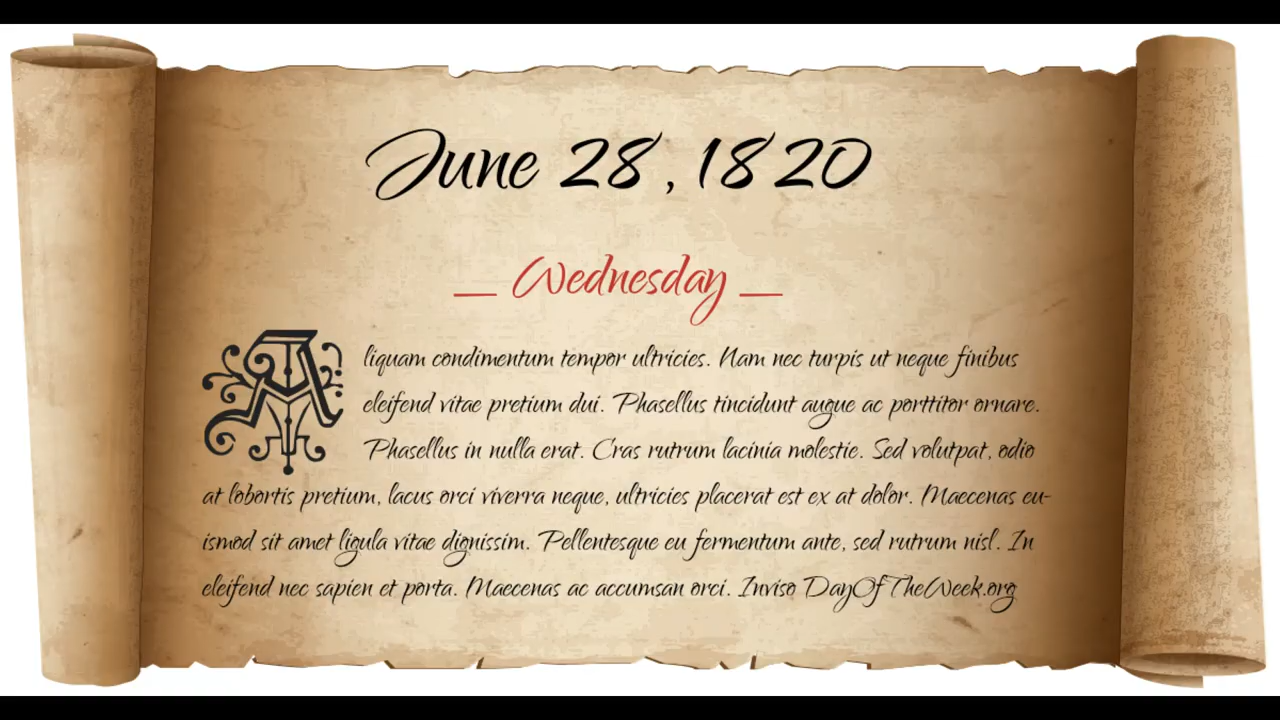 June 28, 1820
__ Wednesday __
Aliquam condimentum tempor ultricies. Nam nec turpis ut neque finibus
eleifend vitae pretium dui. Phasellus tincidunt augue ac porttitor ornare.
Phasellus in nulla erat. Cras rutrum lacinia molestie. Sed volutpat, odio
at lobortis pretium, lacus orci viverra neque, ultricies placerat est ex at dolor. Maecenas eu-
ismod sit amet ligula vitae dignissim. Pellentesque eu fermentum ante, sed rutrum nisl. In
eleifend nec sapien et porta. Maecenas ac accumsan orci. Inviso DayOfTheWeek.org